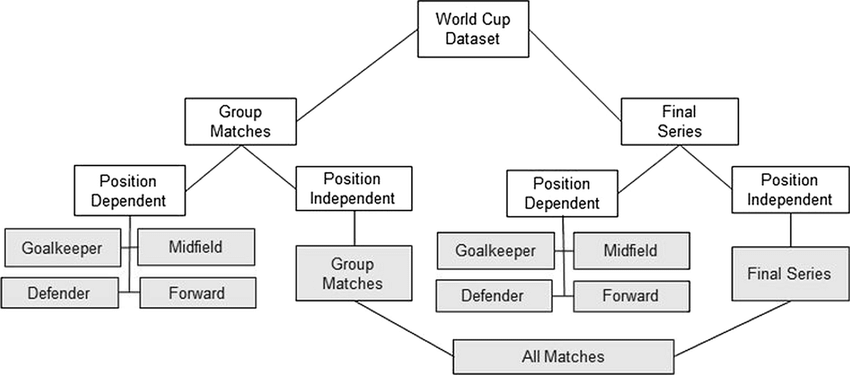 World Cup
Dataset
Group
Matches
Final
Series
Position
Dependent
Position
Independent
Position
Dependent
Position
Independent
Goalkeeper
Midfield
Defender
Forward
Group
Matches
Goalkeeper
Midfield
Defender
Forward
Final Series
All Matches